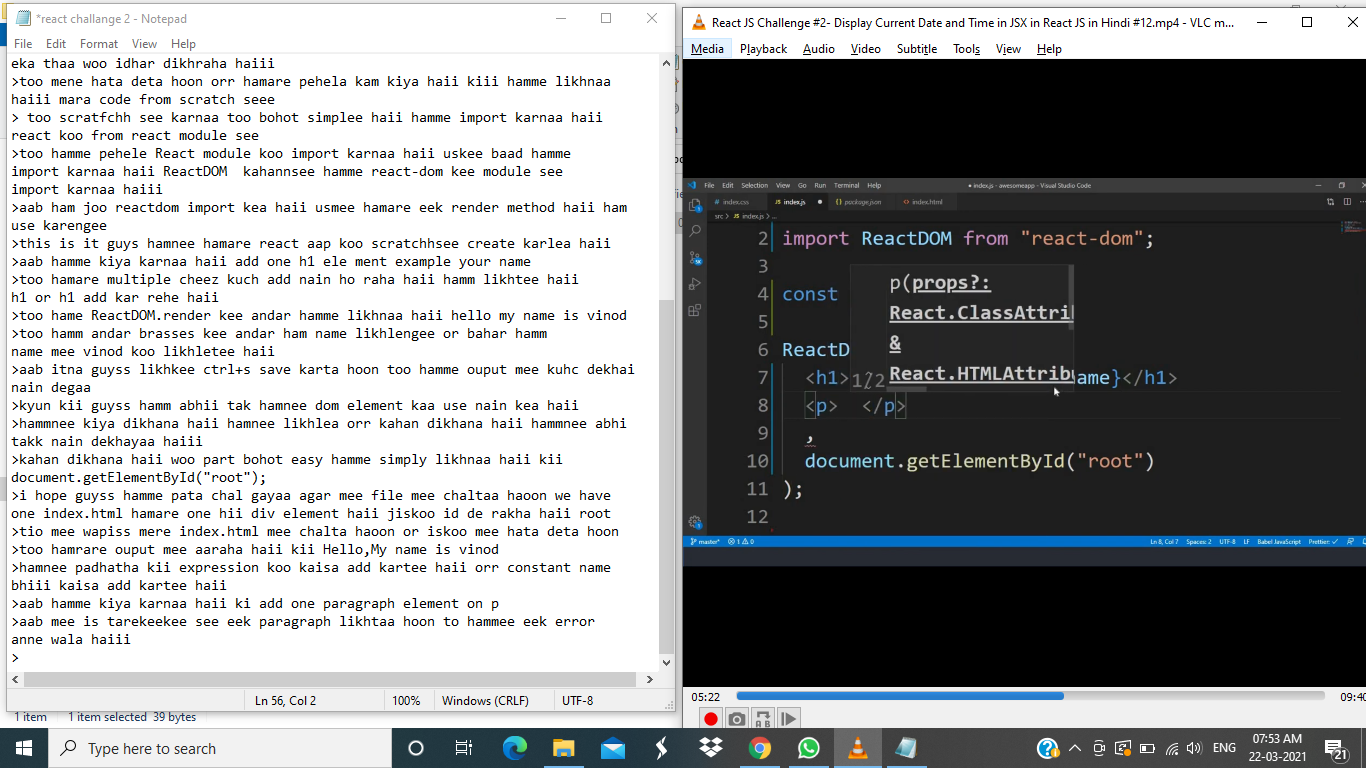 *react challange 2 - Notepad
File Edit Format View Help
eka thaa woo idhar dikhraha haiii
>too mene hata deta hoon orr hamare pehela kam kiya haii kiii hamme likhnaa
haiii mara code from scratch seee
> too scratfchh see karnaa too bohot simplee haii hamme import karnaa haii
react koo from react module see
>too hamme pehele React module koo import karnaa haii uskee baad hamme
import karnaa haii ReactDOM  kahannsee hamme react-dom kee module see
import karnaa haiii
>aab ham joo reactdom import kea haii usmee hamare eek render method haii ham
use karengee
>this is it guys hamnee hamare react aap koo scratchhsee create karlea haii
>aab hamme kiya karnaa haii add one h1 ele ment example your name
>too hamare multiple cheez kuch add nain ho raha haii hamm likhtee haii
h1 or h1 add kar rehe haii
>too hame ReactDOM.render kee andar hamme likhnaa haii hello my name is vinod
>too hamm andar brasses kee andar ham name likhlengee or bahar hamm
name mee vinod koo likhletee haii
>aab itna guyss likhkee ctrl+s save karta hoon too hamme ouput mee kuhc dekhai
nain degaa
>kyun kii guyss hamm abhii tak hamnee dom element kaa use nain kea haii
>hammnee kiya dikhana haii hamnee likhlea orr kahan dikhana haii hammnee abhi
takk nain dekhayaa haiii
>kahan dikhana haii woo part bohot easy hamme simply likhnaa haii kii
document.getElementById("root");
>i hope guyss hamme pata chal gayaa agar mee file mee chaltaa haoon we have
one index.html hamare one hii div element haii jiskoo id de rakha haii root
>tio mee wapiss mere index.html mee chalta haoon or iskoo mee hata deta hoon
>too hamrare ouput mee aaraha haii kii Hello,My name is vinod
>hamnee padhatha kii expression koo kaisa add kartee haii orr constant name
bhiii kaisa add kartee haii
>aab hamme kiya karnaa haii ki add one paragraph element on p
>aab mee is tarekeekee see eek paragraph likhtaa hoon to hammee eek error
anne wala haiii
>
Ln 56, Col 2 100% Windows (CRLF) UTF-8
1 item 1 item selected 39 bytes
React JS Challenge #2- Display Current Date and Time in JSX in React JS in Hindi #12.mp4 - VLC m...
Media Playback Audio Video Subtitle Tools View Help
File Edit Selection View Go Run Terminal Help
● index.js - awesomeapp - Visual Studio Code
index.css index.js package.json index.html
src > JS index.js > ...
2 import ReactDOM from "react-dom";
3
4 const
5
6 ReactD
7 <h1> ame}</h1>
8 <p>  </p>
9 ,
10 document.getElementById("root")
11 );
12
p(props?:
React.ClassAttrib
&
React.HTMLAttribu
1/2
master* 1 0 Ln 8, Col 7 Spaces: 2 UTF-8 LF Babel JavaScript Prettier: ✓
05:22 09:40
Type here to search
ENG
07:53 AM
22-03-2021
21